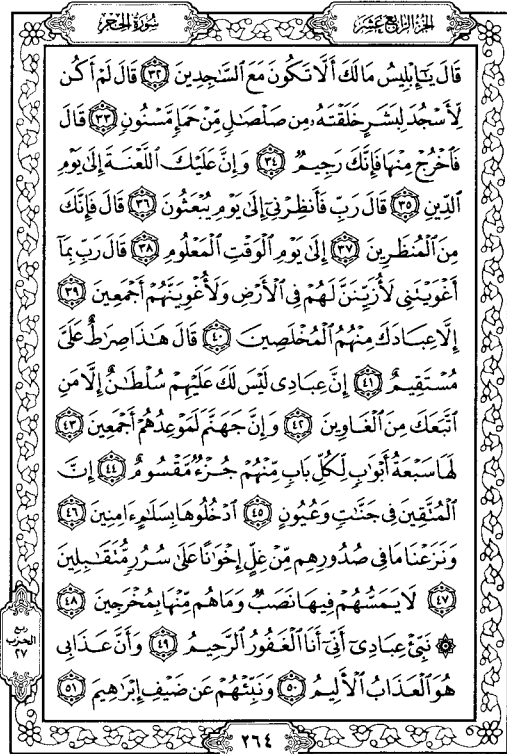 الجزء الرابع عشر
سورة الحجر
قَالَ يَٰٓإِبۡلِيسُ مَا لَكَ أَلَّا تَكُونَ مَعَ ٱلسَّٰجِدِينَ ٣٢ قَالَ لَمۡ أَكُن
لِّأَسۡجُدَ لِبَشَرٍ خَلَقۡتَهُۥ مِن صَلۡصَٰلٖ مِّنۡ حَمَإٖ مَّسۡنُونٖ ٣٣ قَالَ
فَٱخۡرُجۡ مِنۡهَا فَإِنَّكَ رَجِيمٞ ٣٤ وَإِنَّ عَلَيۡكَ ٱللَّعۡنَةَ إِلَىٰ يَوۡمِ
ٱلدِّينِ ٣٥ قَالَ رَبِّ فَأَنظِرۡنِيٓ إِلَىٰ يَوۡمِ يُبۡعَثُونَ ٣٦ قَالَ فَإِنَّكَ
مِنَ ٱلۡمُنظَرِينَ ٣٧ إِلَىٰ يَوۡمِ ٱلۡوَقۡتِ ٱلۡمَعۡلُومِ ٣٨ قَالَ رَبِّ بِمَآ
أَغۡوَيۡتَنِي لَأُزَيِّنَنَّ لَهُمۡ فِي ٱلۡأَرۡضِ وَلَأُغۡوِيَنَّهُمۡ أَجۡمَعِينَ ٣٩
إِلَّا عِبَادَكَ مِنۡهُمُ ٱلۡمُخۡلَصِينَ ٤٠ قَالَ هَٰذَا صِرَٰطٌ عَلَيَّ
مُسۡتَقِيمٌ ٤١ إِنَّ عِبَادِي لَيۡسَ لَكَ عَلَيۡهِمۡ سُلۡطَٰنٌ إِلَّا مَنِ
ٱتَّبَعَكَ مِنَ ٱلۡغَاوِينَ ٤٢ وَإِنَّ جَهَنَّمَ لَمَوۡعِدُهُمۡ أَجۡمَعِينَ ٤٣
لَهَا سَبۡعَةُ أَبۡوَٰبٖ لِّكُلِّ بَابٖ مِّنۡهُمۡ جُزۡءٞ مَّقۡسُومٌ ٤٤ إِنَّ
ٱلۡمُتَّقِينَ فِي جَنَّٰتٖ وَعُيُونٍ ٤٥ ٱدۡخُلُوهَا بِسَلَٰمٍ ءَامِنِينَ ٤٦
وَنَزَعۡنَا مَا فِي صُدُورِهِم مِّنۡ غِلٍّ إِخۡوَٰنًا عَلَىٰ سُرُرٖ مُّتَقَٰبِلِينَ
٤٧ لَا يَمَسُّهُمۡ فِيهَا نَصَبٞ وَمَا هُم مِّنۡهَا بِمُخۡرَجِينَ ٤٨
۞ نَبِّئۡ عِبَادِيٓ أَنِّيٓ أَنَا ٱلۡغَفُورُ ٱلرَّحِيمُ ٤٩ وَأَنَّ عَذَابِي
هُوَ ٱلۡعَذَابُ ٱلۡأَلِيمُ ٥٠ وَنَبِّئۡهُمۡ عَن ضَيۡفِ إِبۡرَٰهِيمَ ٥١
ربع
الحزب
٢٧
٢٦٤